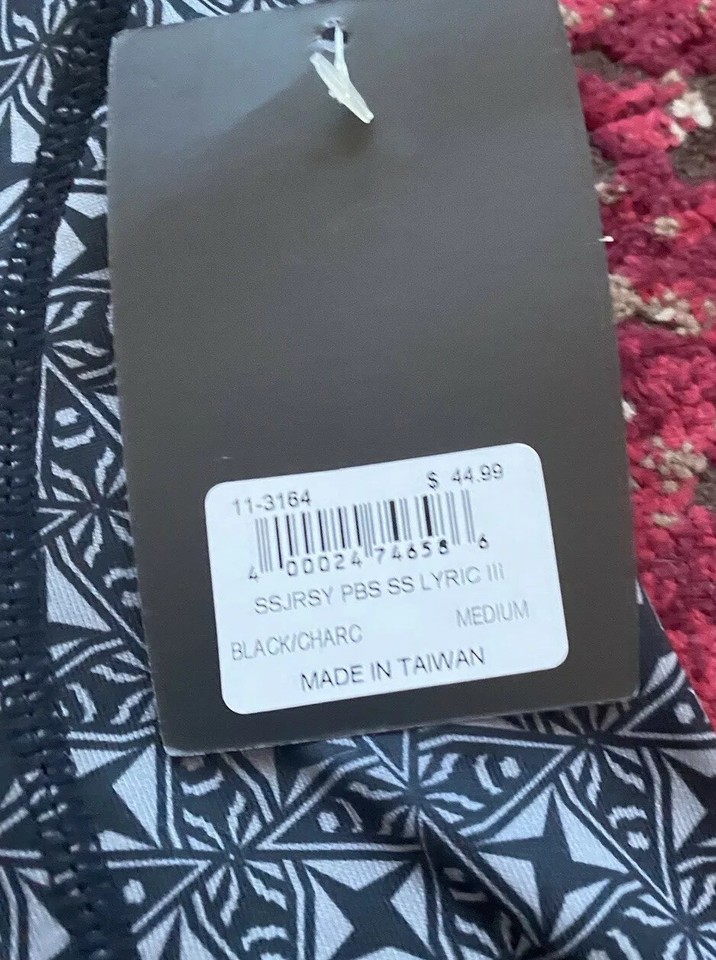 11-3164 $ 44.99
4 00024 74658 6
SSJRSY PBS SS LYRIC III
BLACK/CHARC MEDIUM
MADE IN TAIWAN